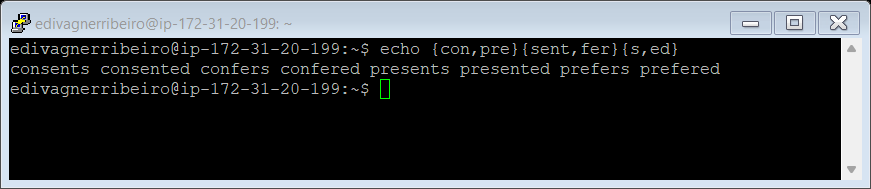 edivagnerribeiro@ip-172-31-20-199: ~
edivagnerribeiro@ip-172-31-20-199:~$ echo {con,pre}{sent,fer}{s,ed}
consents consented confers confered presents presented prefers prefered
edivagnerribeiro@ip-172-31-20-199:~$